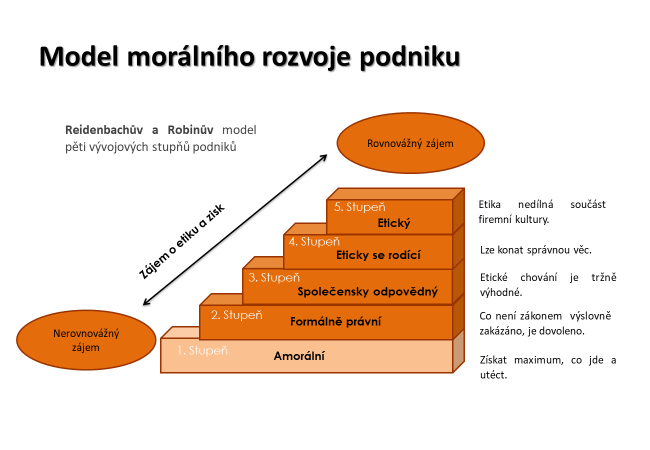 Model morálního rozvoje podniku
Reidenbachův a Robinův model
pěti vývojových stupňů podniků
Rovnovážný zájem
Zájem o etiku a zisk
Nerovnovážný
zájem
5. Stupeň
Etický
Etika nedílná součást
firemní kultury.
4. Stupeň
Eticky se rodící
Lze konat správnou věc.
3. Stupeň
Společensky odpovědný
Etické chování je tržně
výhodné.
2. Stupeň
Formálně právní
Co není zákonem výslovně
zakázáno, je dovoleno.
1. Stupeň
Amorální
Získat maximum, co jde a
utéct.